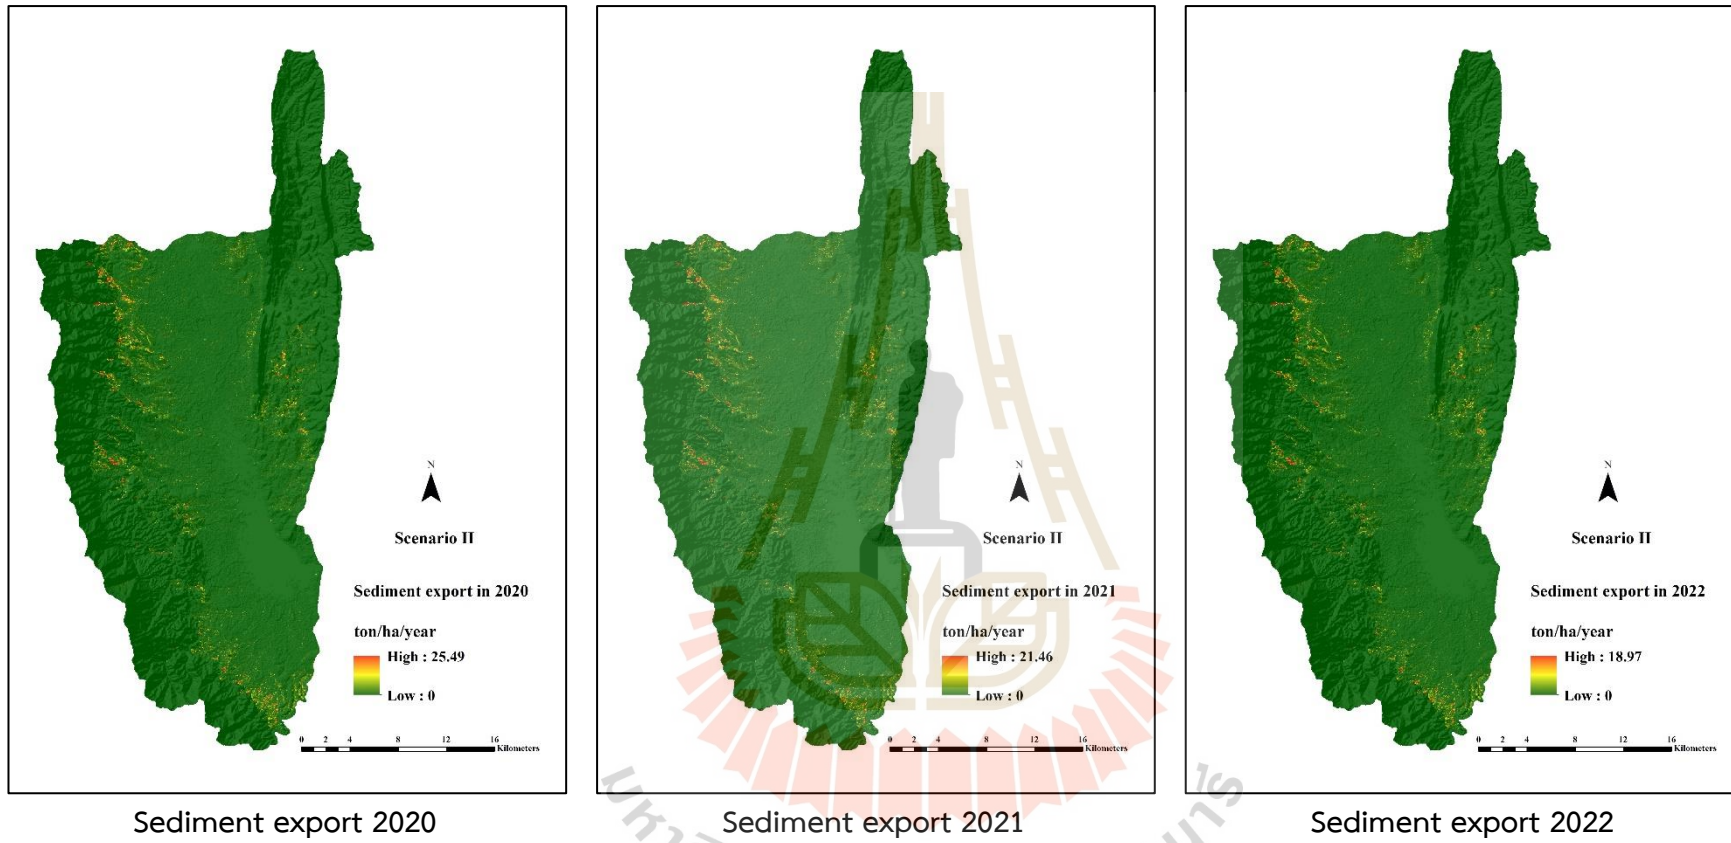 N
Scenario II
Sediment export in 2020
ton/ha/year
High : 25.49
Low : 0
0 2 4 8 12 16
Kilometers
Sediment export 2020
N
Scenario II
Sediment export in 2021
ton/ha/year
High : 21.46
Low : 0
0 2 4 8 12 16
Kilometers
Sediment export 2021
N
Scenario II
Sediment export in 2022
ton/ha/year
High : 18.97
Low : 0
0 2 4 8 12 16
Kilometers
Sediment export 2022